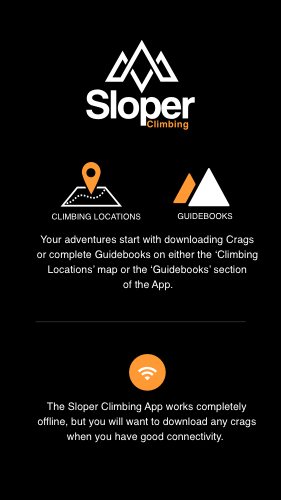 Sloper
Climbing
CLIMBING LOCATIONS
GUIDEBOOKS
Your adventures start with downloading Crags
or complete Guidebooks on either the ‘Climbing
Locations’ map or the ‘Guidebooks’ section
of the App.
The Sloper Climbing App works completely
offline, but you will want to download any crags
when you have good connectivity.